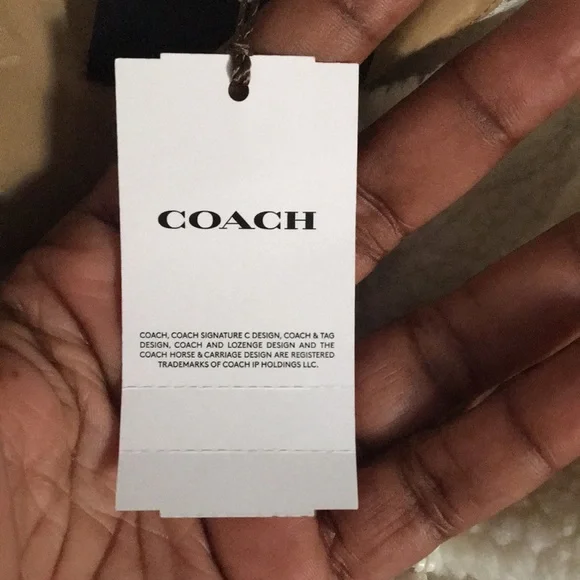 COACH
COACH, COACH SIGNATURE C DESIGN, COACH & TAG
DESIGN, COACH AND LOZENGE DESIGN AND THE
COACH HORSE & CARRIAGE DESIGN ARE REGISTERED
TRADEMARKS OF COACH IP HOLDINGS LLC.